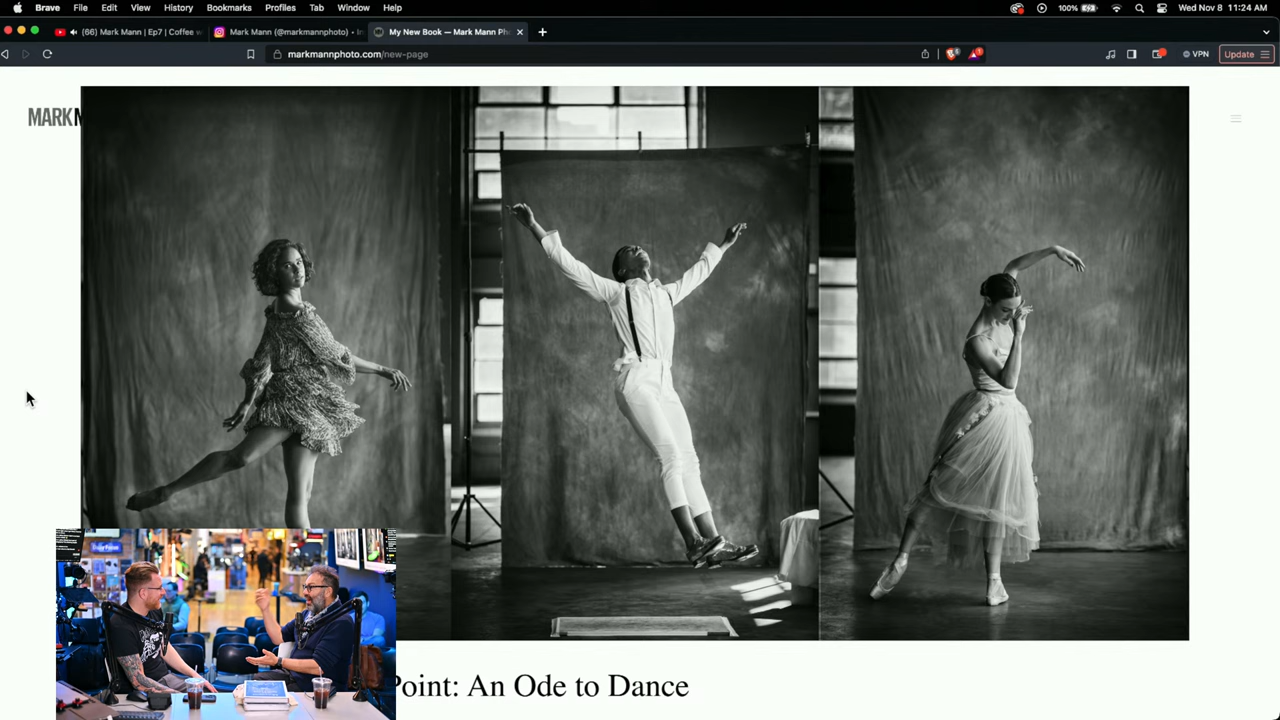 Brave File Edit View History Bookmarks Profiles Tab Window Help 100% Wed Nov 8 11:24 AM
(66) Mark Mann | Ep7 | Coffee w Mark Mann (@markmannphoto) • In My New Book — Mark Mann Ph
markmannphoto.com/new-page VPN Update
MARK
Point: An Ode to Dance